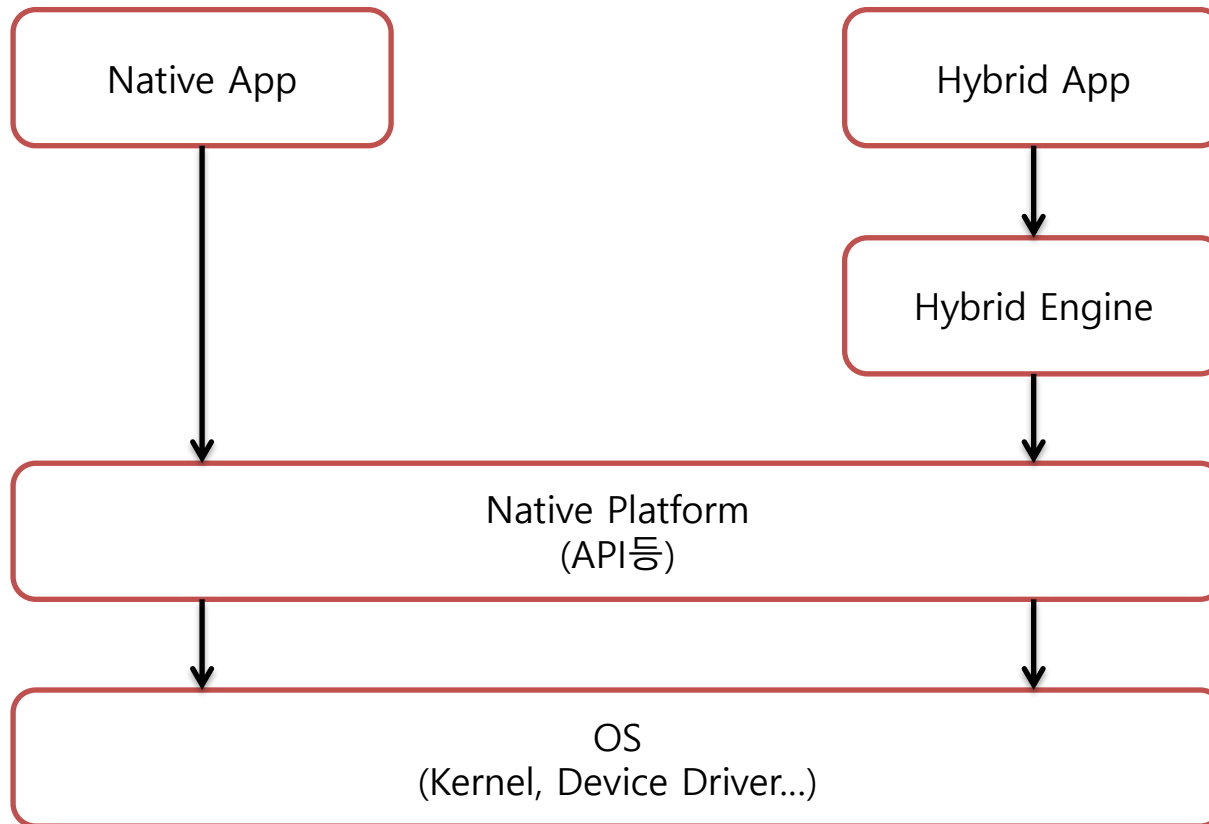 Native App
Hybrid App
Hybrid Engine
Native Platform
(API등)
OS
(Kernel, Device Driver...)